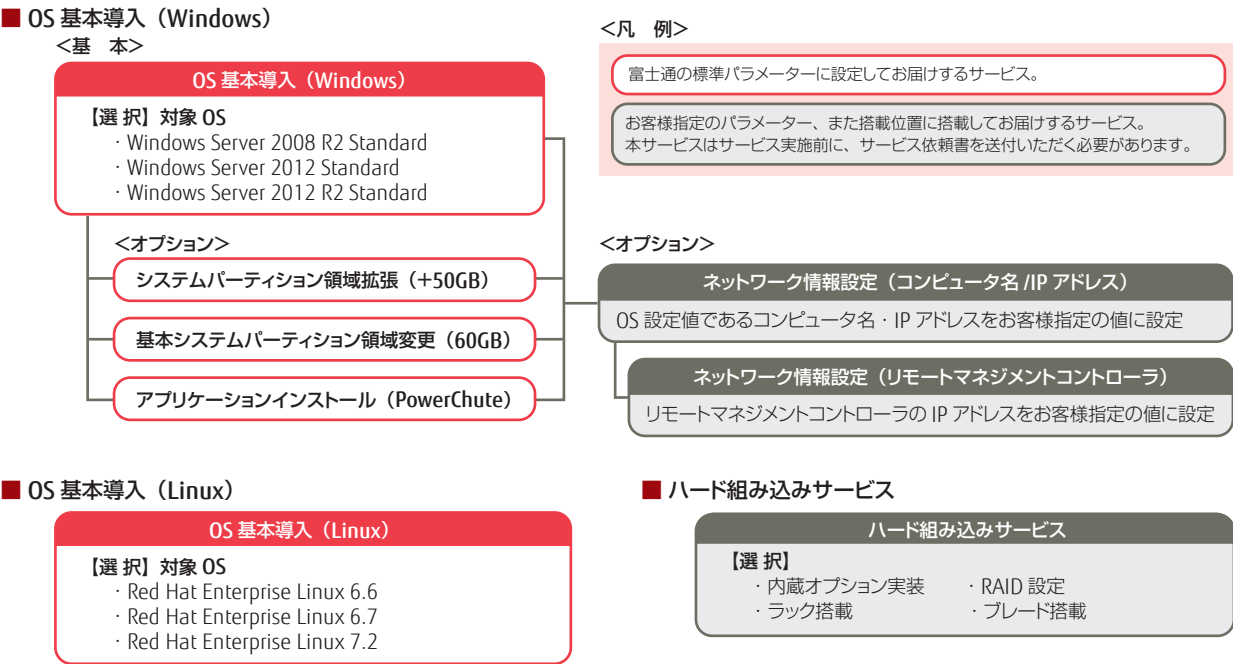 ■ OS 基本導入（Windows）
＜基　本＞
OS 基本導入（Windows）
【選 択】対象 OS
・Windows Server 2008 R2 Standard
・Windows Server 2012 Standard
・Windows Server 2012 R2 Standard
＜オプション＞
システムパーティション領域拡張（+50GB）
基本システムパーティション領域変更（60GB）
アプリケーションインストール（PowerChute）
＜凡　例＞
富士通の標準パラメーターに設定してお届けするサービス。
お客様指定のパラメーター、また搭載位置に搭載してお届けするサービス。
本サービスはサービス実施前に、サービス依頼書を送付いただく必要があります。
＜オプション＞
ネットワーク情報設定（コンピュータ名 /IP アドレス）
OS 設定値であるコンピュータ名・IP アドレスをお客様指定の値に設定
ネットワーク情報設定（リモートマネジメントコントローラ）
リモートマネジメントコントローラの IP アドレスをお客様指定の値に設定
■ OS 基本導入（Linux）
OS 基本導入（Linux）
【選 択】対象 OS
・Red Hat Enterprise Linux 6.6
・Red Hat Enterprise Linux 6.7
・Red Hat Enterprise Linux 7.2
■ ハード組み込みサービス
ハード組み込みサービス
【選 択】
・内蔵オプション実装　・RAID 設定
・ラック搭載　・ブレード搭載